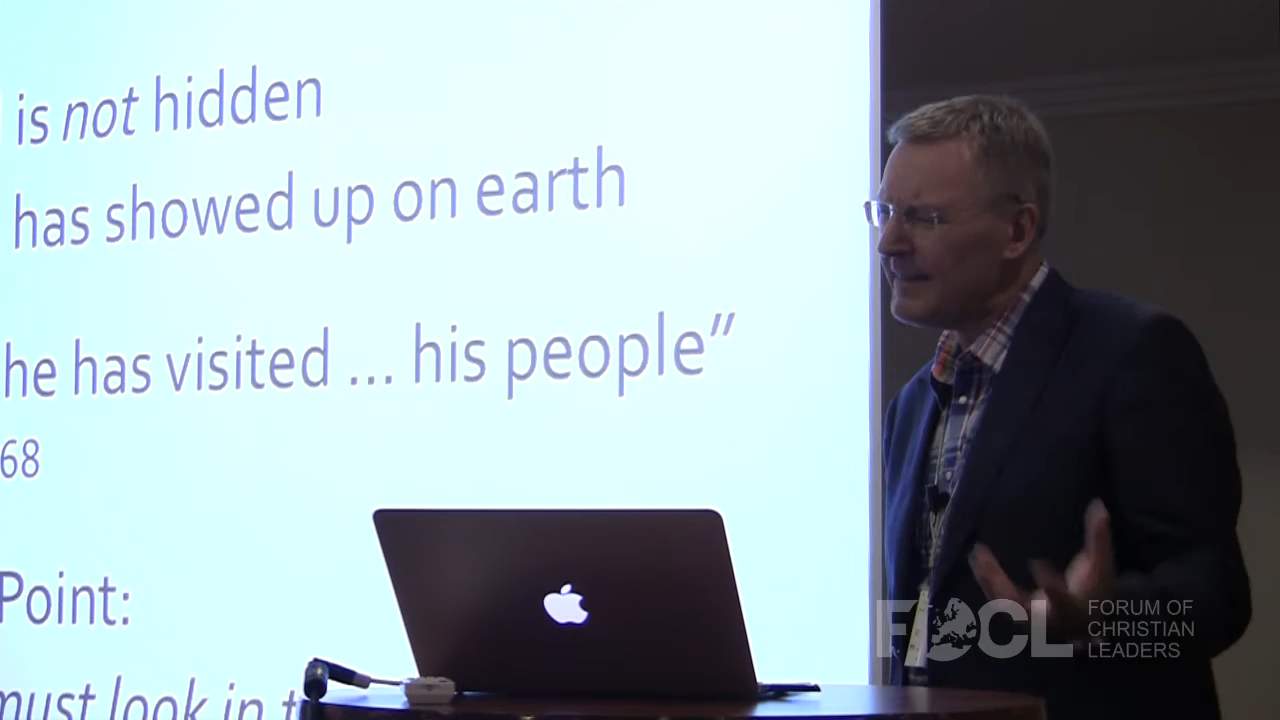 is not hidden
has showed up on earth
he has visited ... his people”
68
Point:
must look in
FOCL
FORUM OF
CHRISTIAN
LEADERS